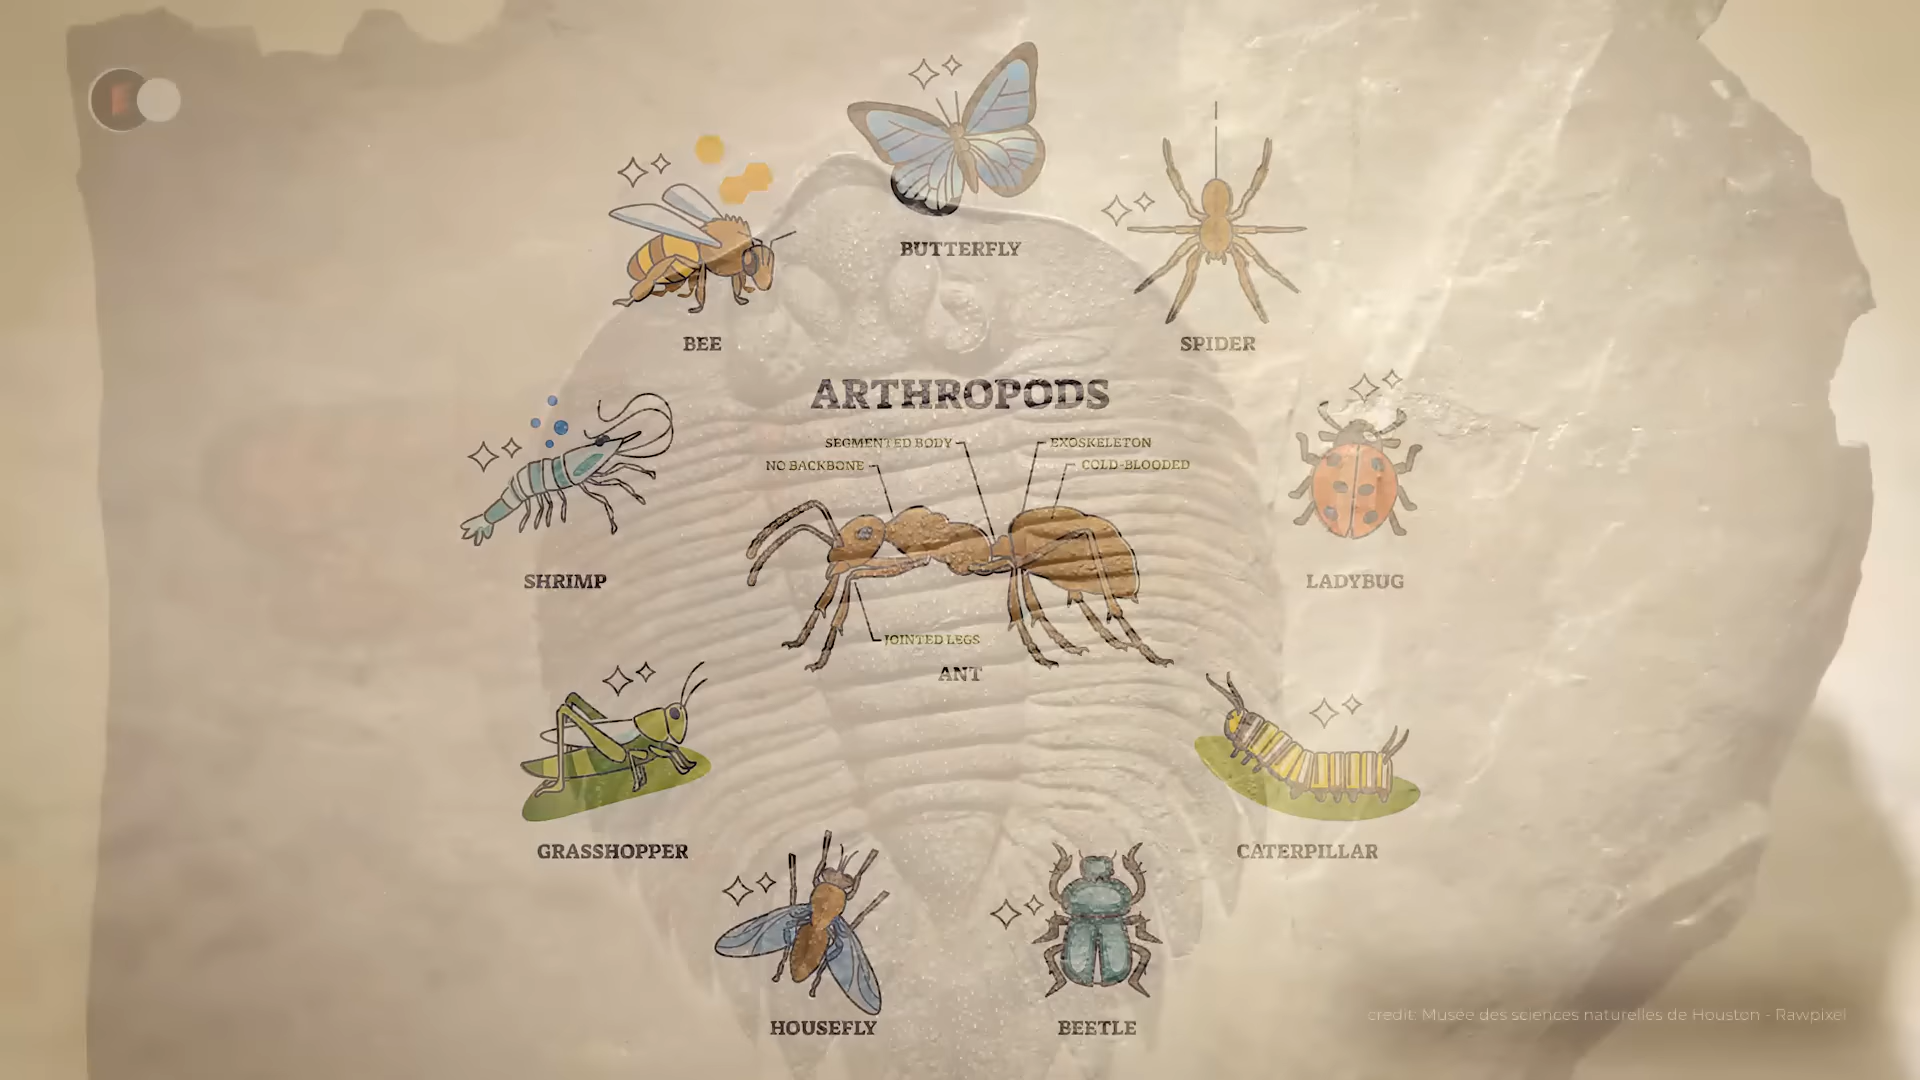 BUTTERFLY
BEE
SPIDER
ARTHROPODS
SEGMENTED BODY
EXOSKELETON
NO BACKBONE
COLD-BLOODED
SHRIMP
LADYBUG
JOINTED LEGS
ANT
GRASSHOPPER
CATERPILLAR
HOUSEFLY
BEETLE
credit: Musée des sciences naturelles de Houston - Rawpixel